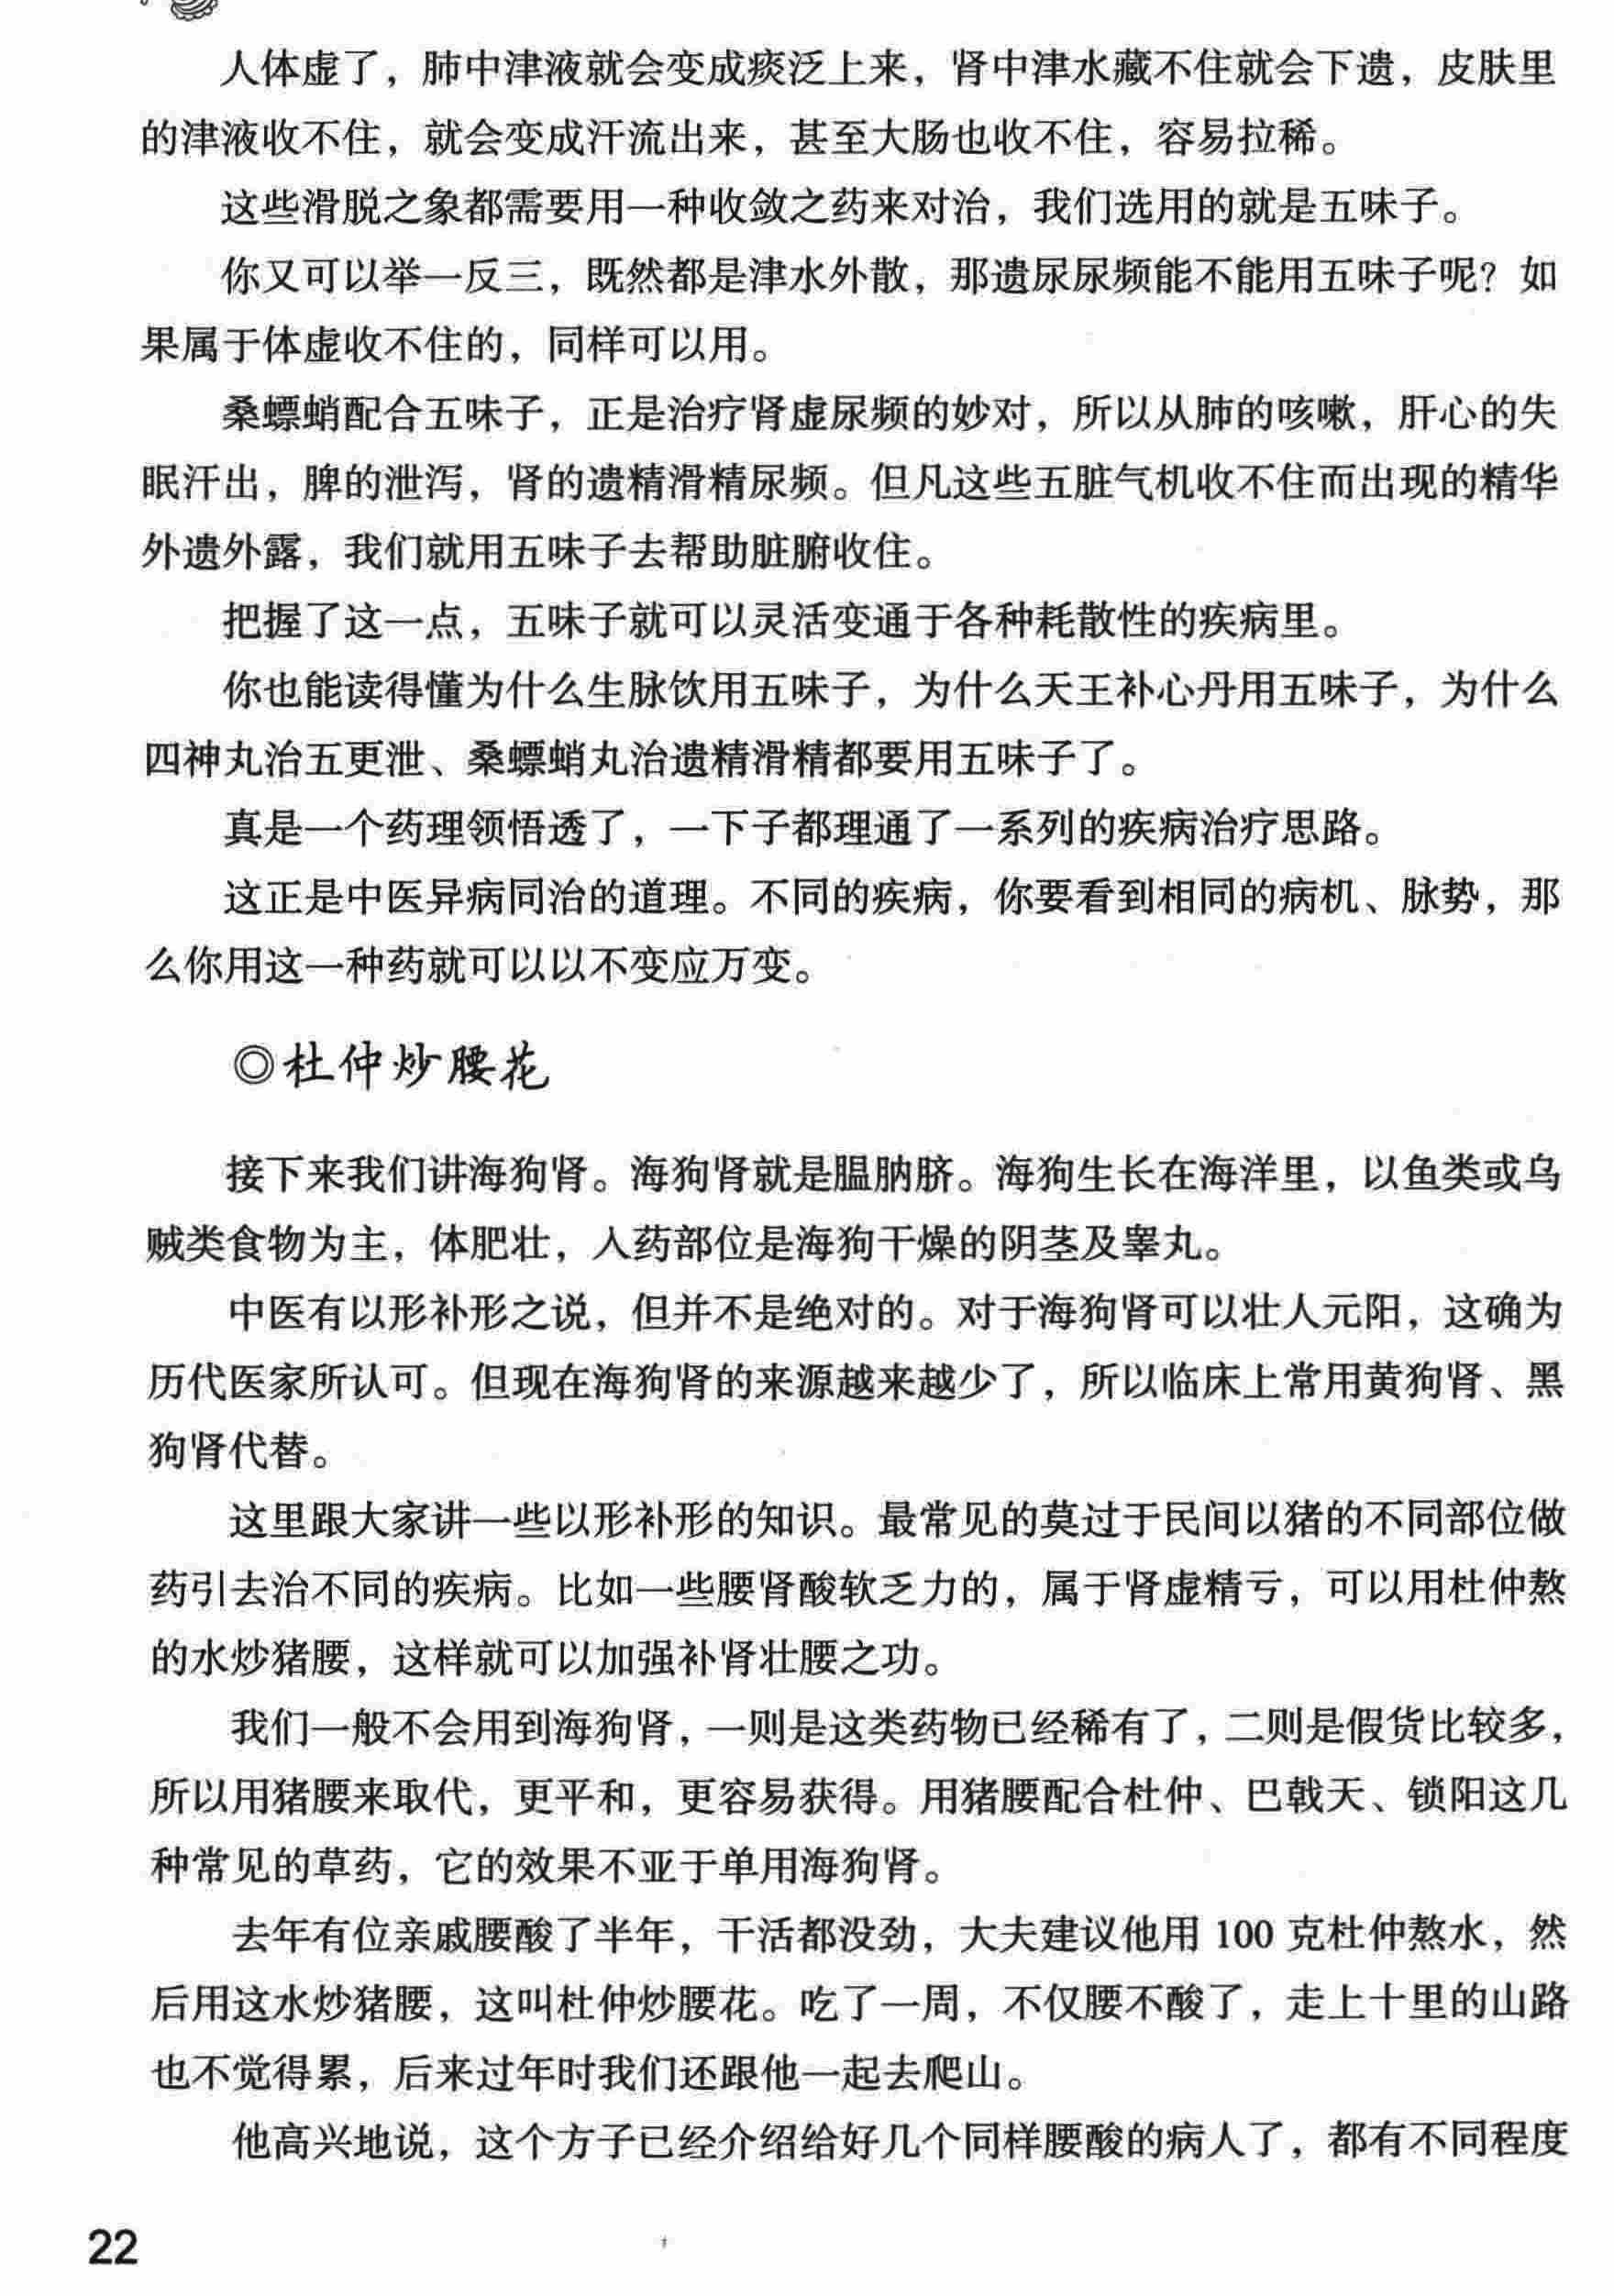 人体虚了，肺中津液就会变成痰泛上来，肾中津水藏不住就会下遗，皮肤里
的津液收不住，就会变成汗流出来，甚至大肠也收不住，容易拉稀。
这些滑脱之象都需要用一种收敛之药来对治，我们选用的就是五味子。
你又可以举一反三，既然都是津水外散，那遗尿尿频能不能用五味子呢？如
果属于体虚收不住的，同样可以用。
桑螵蛸配合五味子，正是治疗肾虚尿频的妙对，所以从肺的咳嗽，肝心的失
眠汗出，脾的泄泻，肾的遗精滑精尿频。但凡这些五脏气机收不住而出现的精华
外遗外露，我们就用五味子去帮助脏腑收住。
把握了这一点，五味子就可以灵活变通于各种耗散性的疾病里。
你也能读得懂为什么生脉饮用五味子，为什么天王补心丹用五味子，为什么
四神丸治五更泄、桑螵蛸丸治遗精滑精都要用五味子了。
真是一个药理领悟透了，一下子都理通了一系列的疾病治疗思路。
这正是中医异病同治的道理。不同的疾病，你要看到相同的病机、脉势，那
么你用这一种药就可以以不变应万变。
◎杜仲炒腰花
接下来我们讲海狗肾。海狗肾就是腽肭脐。海狗生长在海洋里，以鱼类或乌
贼类食物为主，体肥壮，入药部位是海狗干燥的阴茎及睾丸。
中医有以形补形之说，但并不是绝对的。对于海狗肾可以壮人元阳，这确为
历代医家所认可。但现在海狗肾的来源越来越少了，所以临床上常用黄狗肾、黑
狗肾代替。
这里跟大家讲一些以形补形的知识。最常见的莫过于民间以猪的不同部位做
药引去治不同的疾病。比如一些腰肾酸软乏力的，属于肾虚精亏，可以用杜仲熬
的水炒猪腰，这样就可以加强补肾壮腰之功。
我们一般不会用到海狗肾，一则是这类药物已经稀有了，二则是假货比较多，
所以用猪腰来取代，更平和，更容易获得。用猪腰配合杜仲、巴戟天、锁阳这几
种常见的草药，它的效果不亚于单用海狗肾。
去年有位亲戚腰酸了半年，干活都没劲，大夫建议他用 100 克杜仲熬水，然
后用这水炒猪腰，这叫杜仲炒腰花。吃了一周，不仅腰不酸了，走上十里的山路
也不觉得累，后来过年时我们还跟他一起去爬山。
他高兴地说，这个方子已经介绍给好几个同样腰酸的病人了，都有不同程度
22